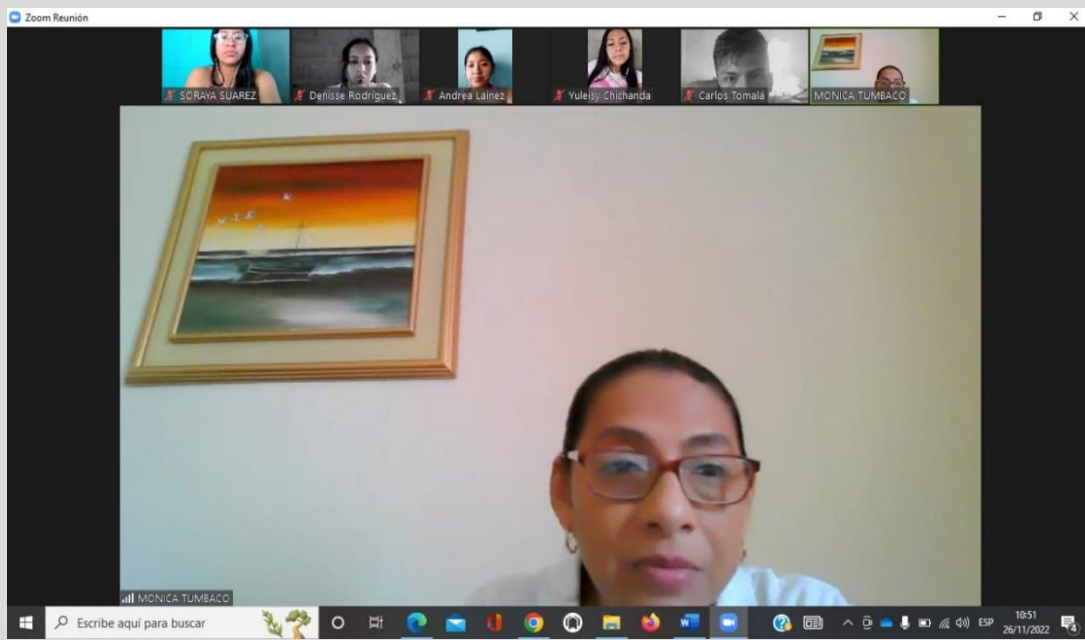 Zoom Reunión
SORAYA SUAREZ
Denisse Rodríguez
Andrea Lainez
Yuleisy Chichanda
Carlos Tomalá
MONICA TUMBACO
MONICA TUMBACO
Escribe aquí para buscar
ESP
10:51
26/11/2022